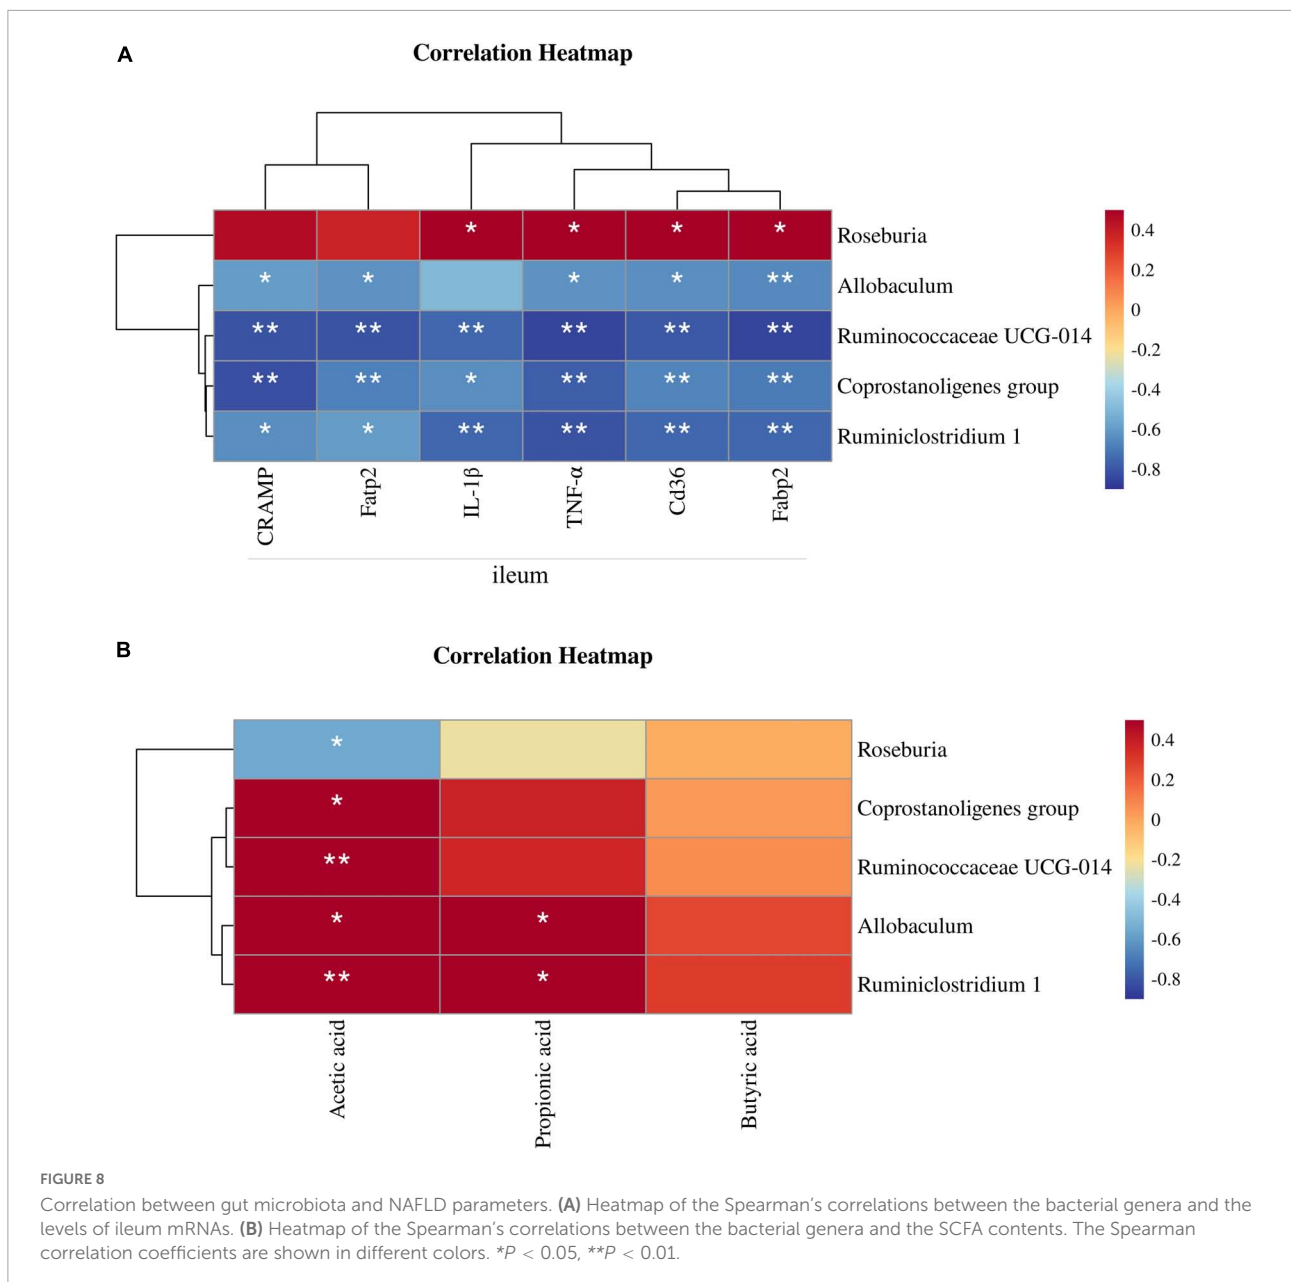 A
Correlation Heatmap
* * * * Roseburia
* * * * ** Allobaculum
** ** ** ** ** ** Ruminococcaceae UCG-014
** ** * ** ** ** Coprostanoligenes group
* * ** ** ** ** Ruminiclostridium 1
0.4
0.2
0
-0.2
-0.4
-0.6
-0.8
CRAMP
Fatp2
IL-1β
TNF-α
Cd36
Fabp2
ileum
B
Correlation Heatmap
* Roseburia
* Coprostanoligenes group
** Ruminococcaceae UCG-014
* * Allobaculum
** * Ruminiclostridium 1
0.4
0.2
0
-0.2
-0.4
-0.6
-0.8
Acetic acid
Propionic acid
Butyric acid
FIGURE 8
Correlation between gut microbiota and NAFLD parameters. (A) Heatmap of the Spearman's correlations between the bacterial genera and the
levels of ileum mRNAs. (B) Heatmap of the Spearman's correlations between the bacterial genera and the SCFA contents. The Spearman
correlation coefficients are shown in different colors. *P < 0.05, **P < 0.01.